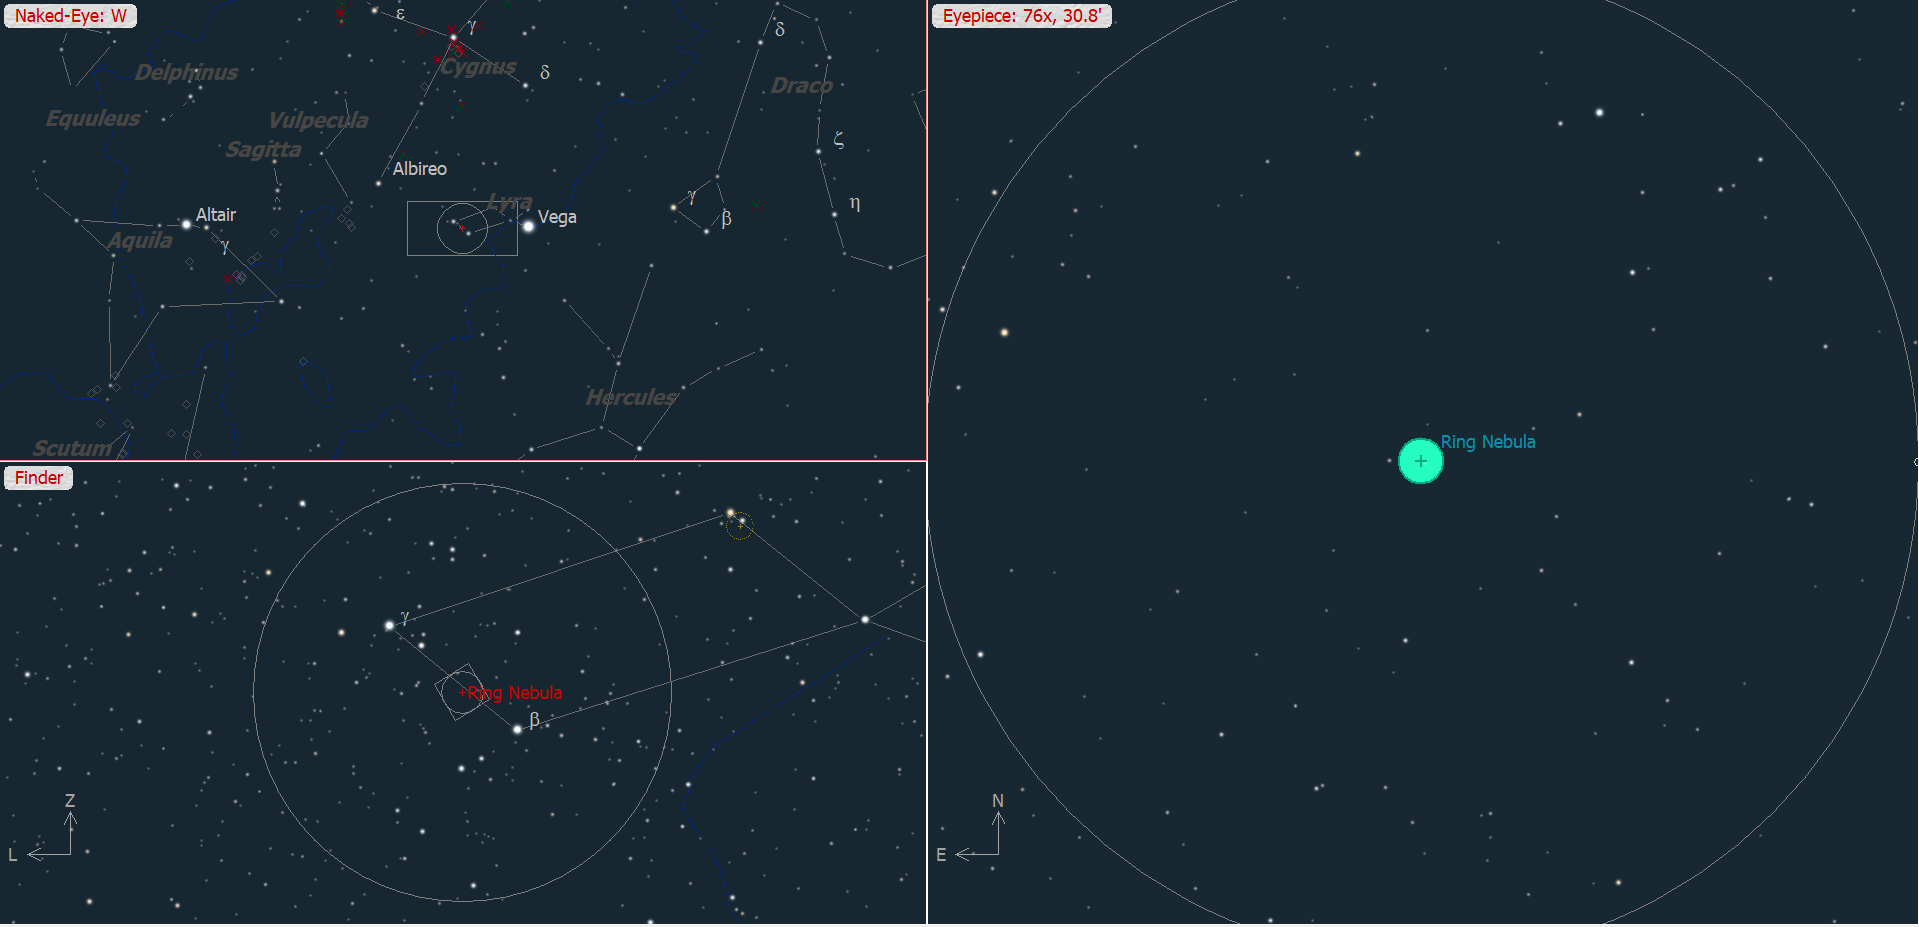 Naked-Eye: W
ε
γ
δ
δ
Delphinus
Cygnus
Draco
Equuleus
Vulpecula
Sagitta
ζ
Albireo
γ
Lyra
η
Altair
Vega
β
Aquila
γ
Hercules
Scutum
Finder
γ
Ring Nebula
β
Z
L
Eyepiece: 76x, 30.8'
Ring Nebula
N
E